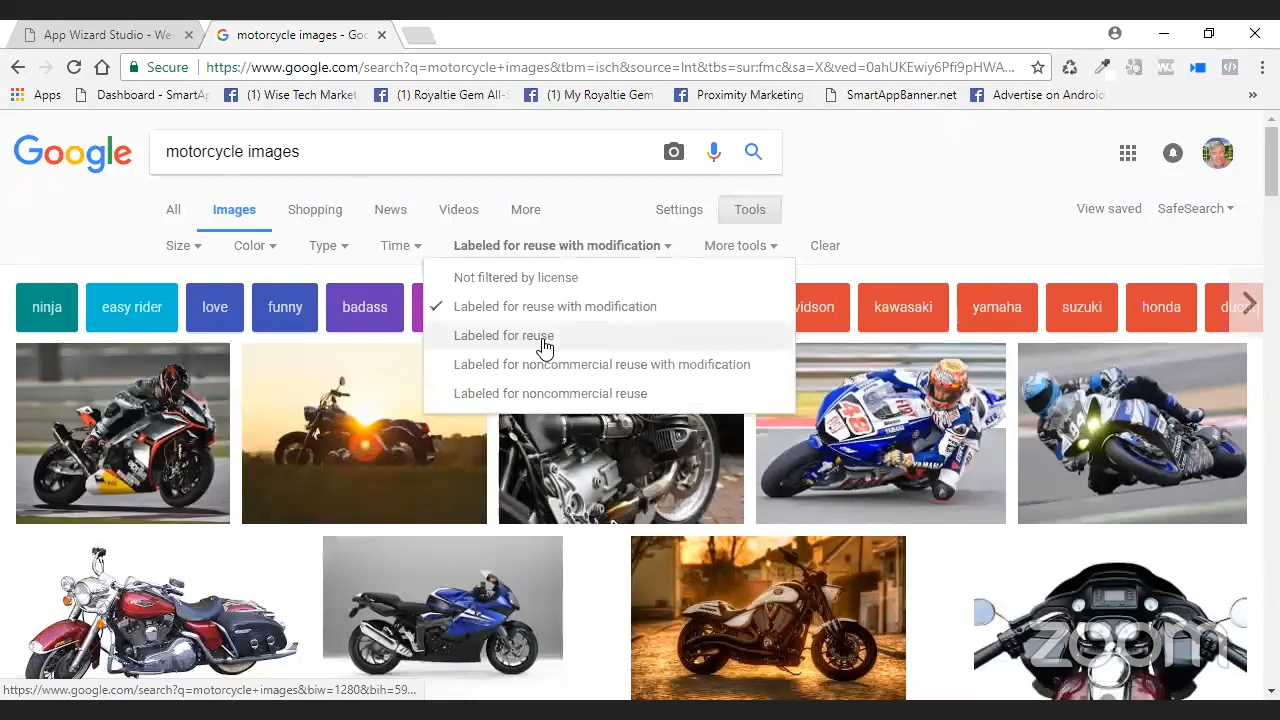 App Wizard Studio - We
motorcycle images - Goo
Secure
https://www.google.com/search?q=motorcycle+images&tbm=isch&source=lnt&tbs=sur:fmc&sa=X&ved=0ahUKEwiy6Pfi9pHWA...
Apps
Dashboard - SmartAp
(1) Wise Tech Market
(1) Royaltie Gem All-S
(1) My Royaltie Gem
Proximity Marketing
SmartAppBanner.net
Advertise on Android
»
Google
motorcycle images
All
Images
Shopping
News
Videos
More
Settings
Tools
View saved
SafeSearch
Size
Color
Type
Time
Labeled for reuse with modification
More tools
Clear
Not filtered by license
Labeled for reuse with modification
Labeled for reuse
Labeled for noncommercial reuse with modification
Labeled for noncommercial reuse
ninja
easy rider
love
funny
badass
vidson
kawasaki
yamaha
suzuki
honda
duc
48
FIAT
YAMAHA
zoom
https://www.google.com/search?q=motorcycle+images&biw=1280&bih=59...